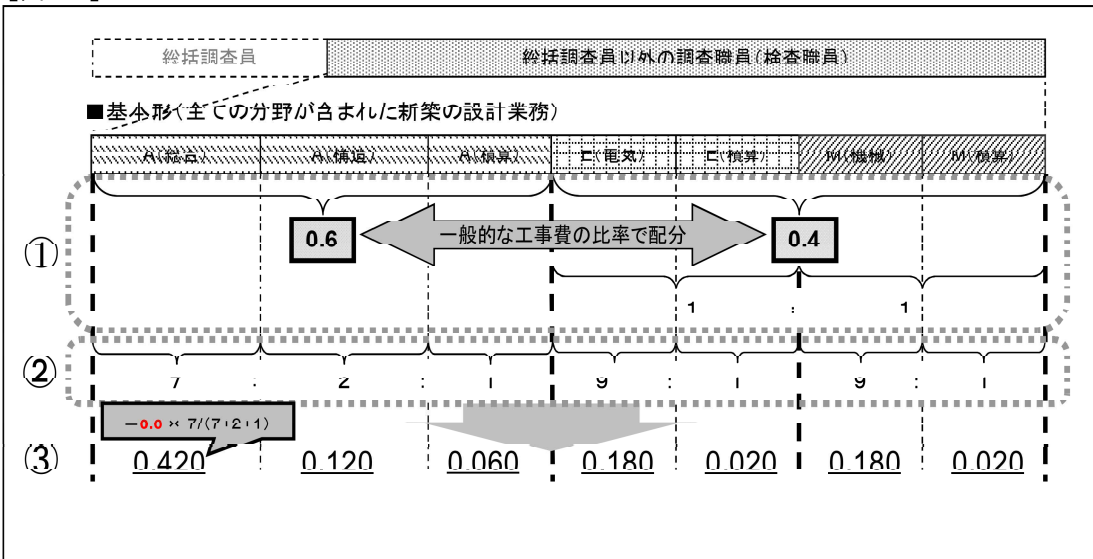 総括調査員 総括調査員以外の調査職員(検査職員)
■基本形(全ての分野が含まれた新築の設計業務)
A(総合) A(構造) A(積算) E(電気) E(積算) M(機械) M(積算)
① 0.6 一般的な工事費の比率で配分 0.4
1 : 1
② 7 : 2 : 1 9 : 1 9 : 1
0.0 × 7/(7+2+1)
③ 0.420 0.120 0.060 0.180 0.020 0.180 0.020